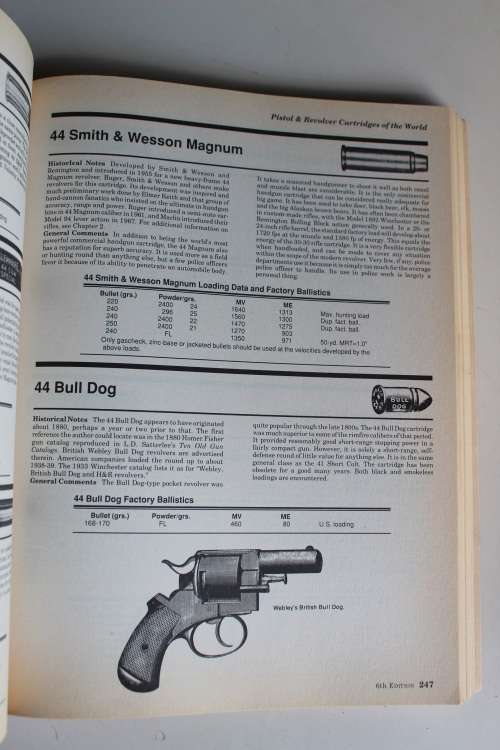 Pistol & Revolver Cartridges of the World
44 Smith & Wesson Magnum
Historical Notes Developed by Smith & Wesson and
Remington and introduced in 1955 for a new heavy-frame 44
Magnum revolver. Ruger, Smith & Wesson and others make
revolvers for this cartridge. Its development was inspired and
much preliminary work done by Elmer Keith and that group of
hand-cannon fanatics who insisted on the ultimate in handgun
accuracy, range and power. Ruger introduced a semi-auto car-
bine in 44 Magnum caliber in 1961, and Marlin introduced their
Model 94 lever action in 1967. For additional information on
rifles, see Chapter 2.
General Comments In addition to being the world's most
powerful commercial handgun cartridge, the 44 Magnum also
has a reputation for superb accuracy. It is used more as a field
or hunting round than anything else, but a few police officers
favor it because of its ability to penetrate an automobile body.
It takes a seasoned handgunner to shoot it well as both recoil
and muzzle blast are considerable. It is the only commercial
handgun cartridge that can be considered really adequate for
big game. It has been used to take deer, black bear, elk, moose
and the big Alaskan brown bears. It has often been chambered
in custom-made rifles, with the Model 1892 Winchester or the
Remington Rolling Block action generally used. In a 20- or
24-inch rifle barrel, the standard factory load will develop about
1720 fps at the muzzle and 1580 fp of energy. This equals the
energy of the 30-30 rifle cartridge. It is a very flexible cartridge
when handloaded, and can be made to cover any situation
within the scope of the modern revolver. Very few, if any, police
departments use it because it is simply too much for the average
police officer to handle. Its use in police work is largely a
personal thing.
44 Smith & Wesson Magnum Loading Data and Factory Ballistics
Bullet (grs.) Powder/grs. MV ME
220 2400 24 1640 1313 Max. hunting load
240 296 25 1560 1300 Dup. fact. ball.
240 2400 22 1470 1275 Dup. fact. ball.
250 2400 21 1270 903
240 FL 1350 971 50 yd. MRT=1.0"
Only gascheck, zinc-base or jacketed bullets should be used at the velocities developed by the
above loads.
44 Bull Dog
BULL
DOG
Historical Notes The 44 Bull Dog appears to have originated
about 1880, perhaps a year or two prior to that. The first
reference the author could locate was in the 1880 Homer Fisher
gun catalog reproduced in L.D. Satterlee's Ten Old Gun
Catalogs. British Webley Bull Dog revolvers are advertised
therein. American companies loaded the round up to about
1938-39. The 1933 Winchester catalog lists it as for "Webley,
British Bull Dog and H&R revolvers."
General Comments The Bull Dog-type pocket revolver was
quite popular through the late 1800s. The 44 Bull Dog cartridge
was much superior to some of the rimfire calibers of that period.
It provided reasonably good short-range stopping power in a
fairly compact gun. However, it is solely a short-range, self-
defense round of little value for anything else. It is in the same
general class as the 41 Short Colt. The cartridge has been
obsolete for a good many years. Both black and smokeless
loadings are encountered.
44 Bull Dog Factory Ballistics
Bullet (grs.) Powder/grs. MV ME
168-170 FL 460 80 U.S. loading
Webley's British Bull Dog.
6th Edition 247